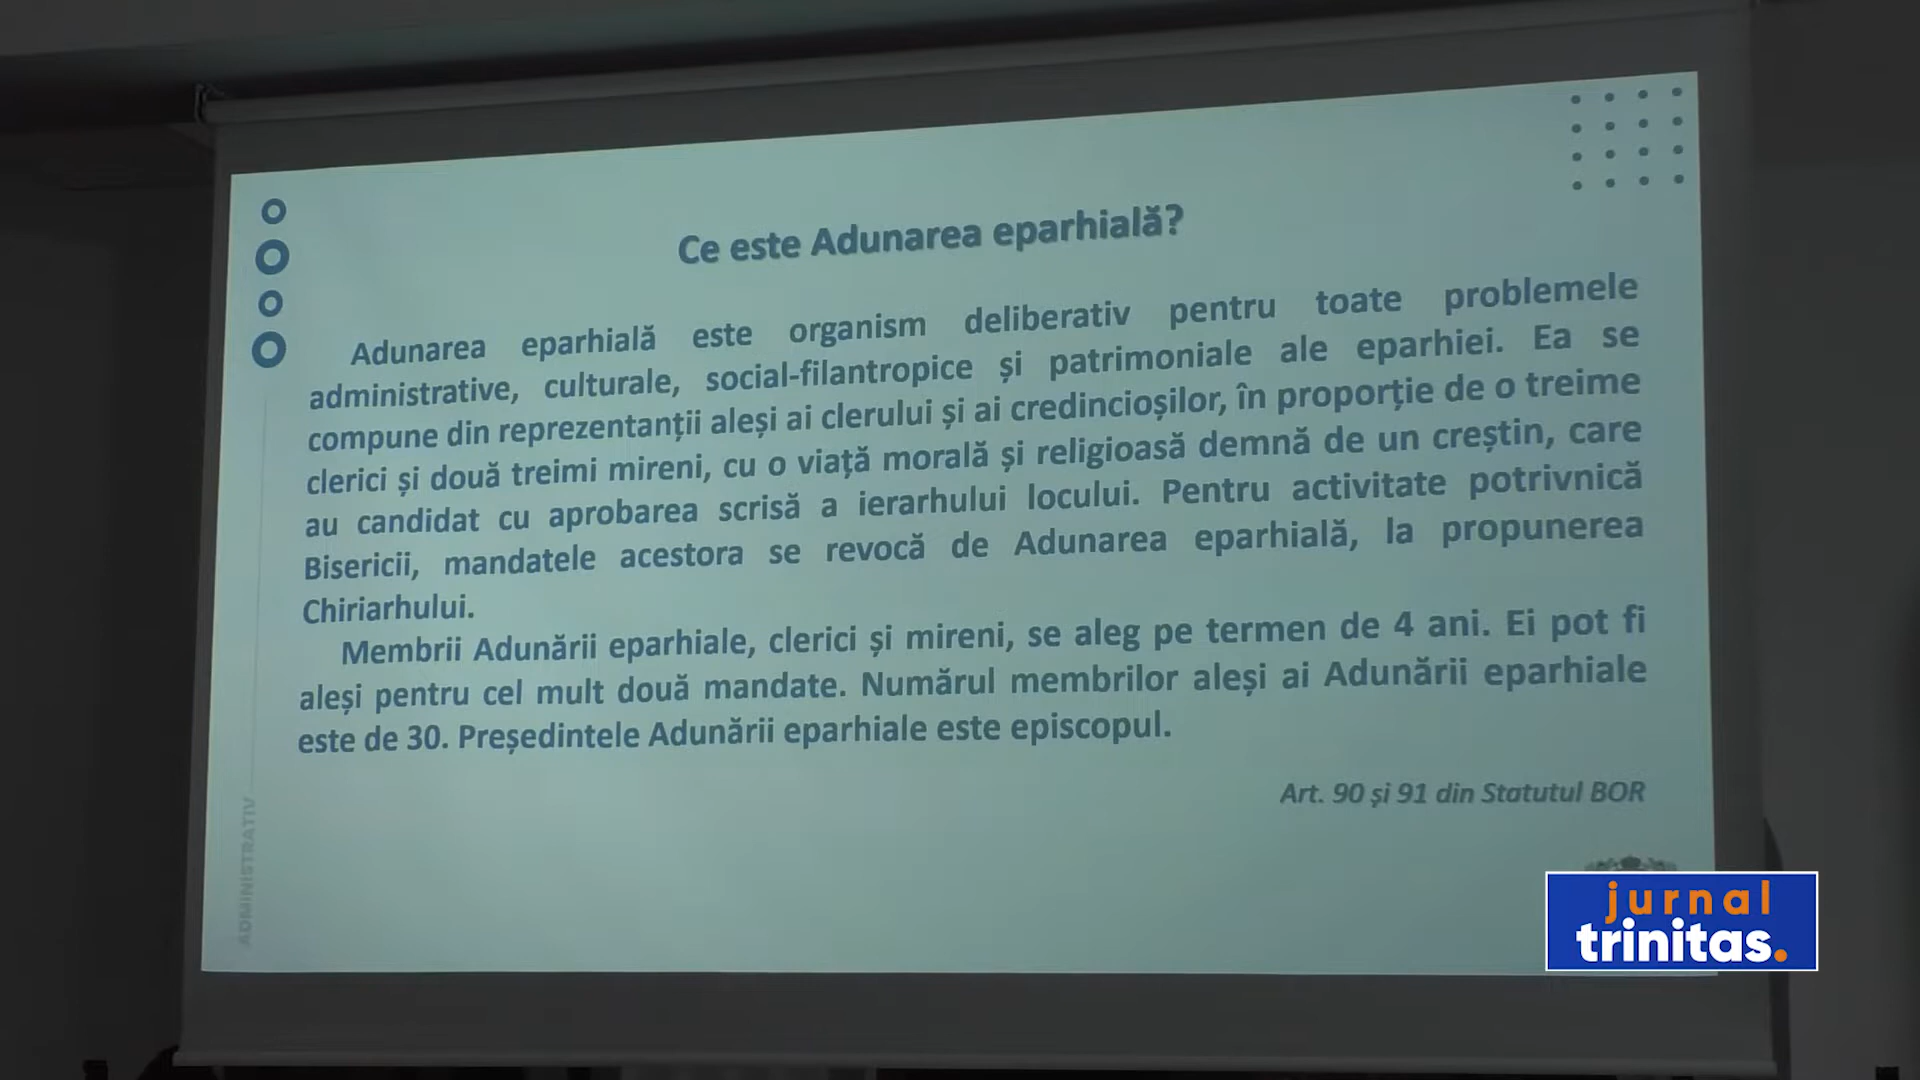 Ce este Adunarea eparhială?
Adunarea eparhială este organism deliberativ pentru toate problemele
administrative, culturale, social-filantropice și patrimoniale ale eparhiei. Ea se
compune din reprezentanții aleși ai clerului și ai credincioșilor, în proporție de o treime
clerici și două treimi mireni, cu o viață morală și religioasă demnă de un creștin, care
au candidat cu aprobarea scrisă a ierarhului locului. Pentru activitate potrivnică
Bisericii, mandatele acestora se revocă de Adunarea eparhială, la propunerea
Chiriarhului.
Membrii Adunării eparhiale, clerici și mireni, se aleg pe termen de 4 ani. Ei pot fi
aleși pentru cel mult două mandate. Numărul membrilor aleși ai Adunării eparhiale
este de 30. Președintele Adunării eparhiale este episcopul.
Art. 90 și 91 din Statutul BOR
ADMINISTRATIV
jurnal
trinitas.